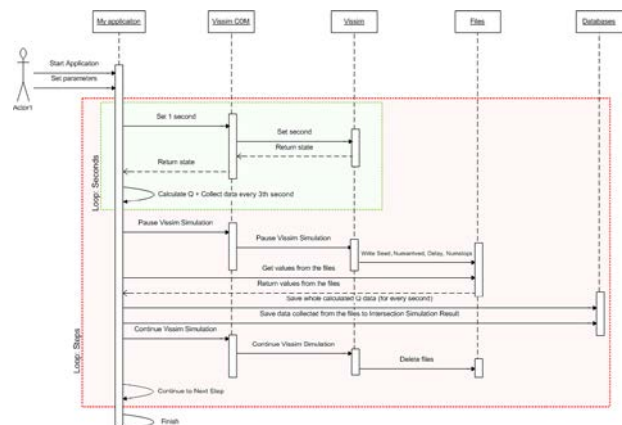 My application
Vissim COM
Vissim
Files
Databases
Start Application
Set parameters
Actor1
Set 1 second
Set second
Return state
Return state
Loop: Seconds
Calculate Q + Collect data every 3th second
Pause Vissim Simulation
Pause Vissim Simulation
Write Seed, Numarrived, Delay, Numstops
Get values from the files
Return values from the files
Save whole calculated Q data (for every second)
Save data collected from the files to Intersection Simulation Result
Continue Vissim Simulation
Continue Vissim Simulation
Delete files
Loop: Steps
Continue to Next Step
Finish